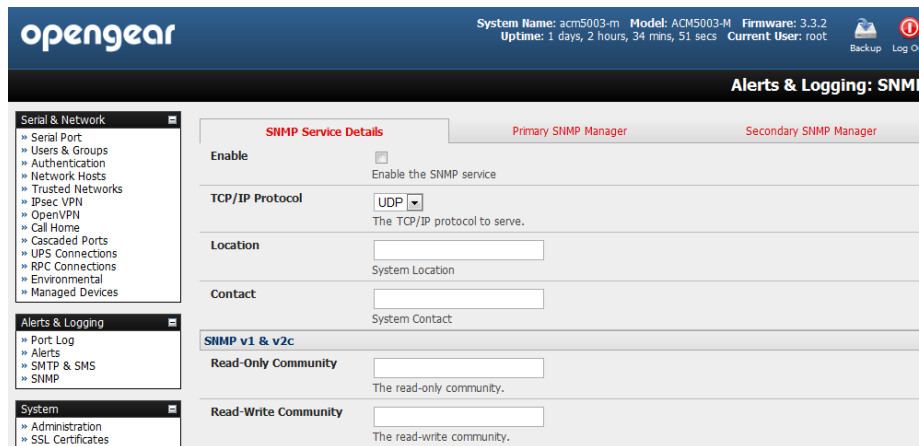 opengear
System Name: acm5003-m Model: ACM5003-M Firmware: 3.3.2
Uptime: 1 days, 2 hours, 34 mins, 51 secs Current User: root
Backup
Log O
Alerts & Logging: SNM
Serial & Network
» Serial Port
» Users & Groups
» Authentication
» Network Hosts
» Trusted Networks
» IPsec VPN
» OpenVPN
» Call Home
» Cascaded Ports
» UPS Connections
» RPC Connections
» Environmental
» Managed Devices
Alerts & Logging
» Port Log
» Alerts
» SMTP & SMS
» SNMP
System
» Administration
» SSL Certificates
SNMP Service Details
Primary SNMP Manager
Secondary SNMP Manager
Enable
Enable the SNMP service
TCP/IP Protocol
UDP
The TCP/IP protocol to serve.
Location
System Location
Contact
System Contact
SNMP v1 & v2c
Read-Only Community
The read-only community.
Read-Write Community
The read-write community.